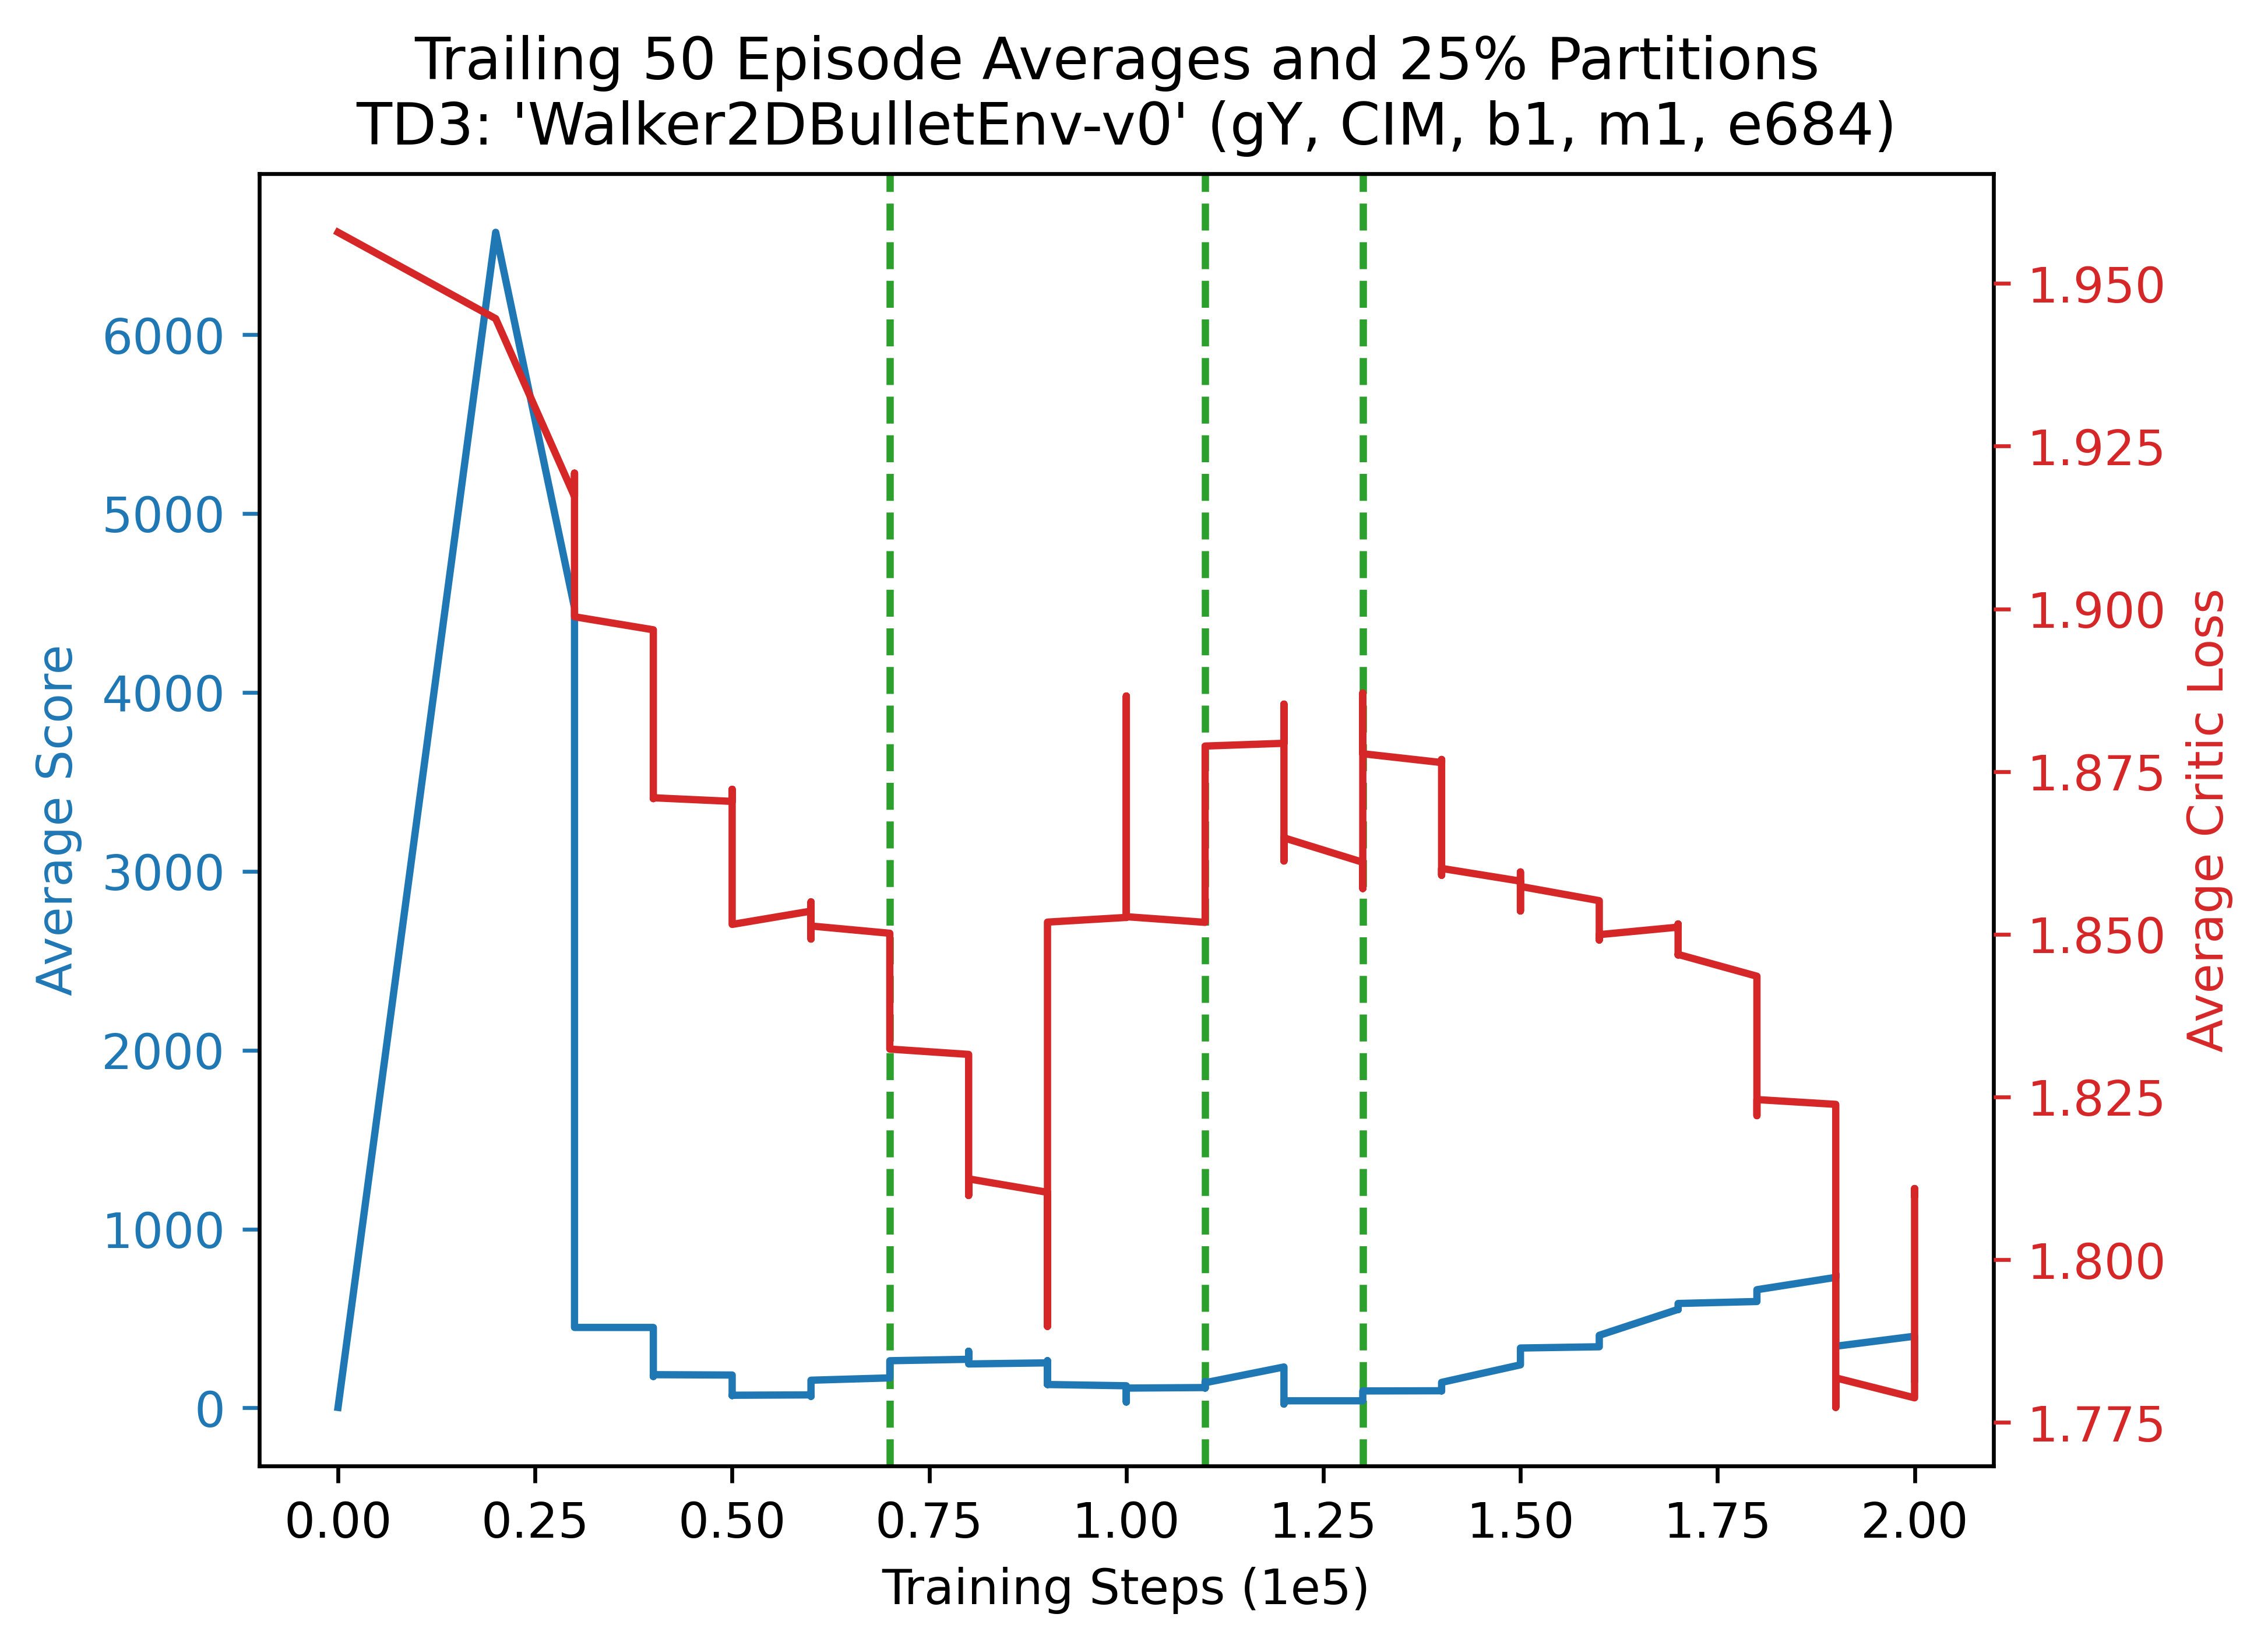 Trailing 50 Episode Averages and 25% Partitions
TD3: 'Walker2DBulletEnv-v0' (gY, CIM, b1, m1, e684)
Average Score
6000
5000
4000
3000
2000
1000
0
1.950
1.925
1.900
1.875
1.850
1.825
1.800
1.775
Average Critic Loss
0.00 0.25 0.50 0.75 1.00 1.25 1.50 1.75 2.00
Training Steps (1e5)